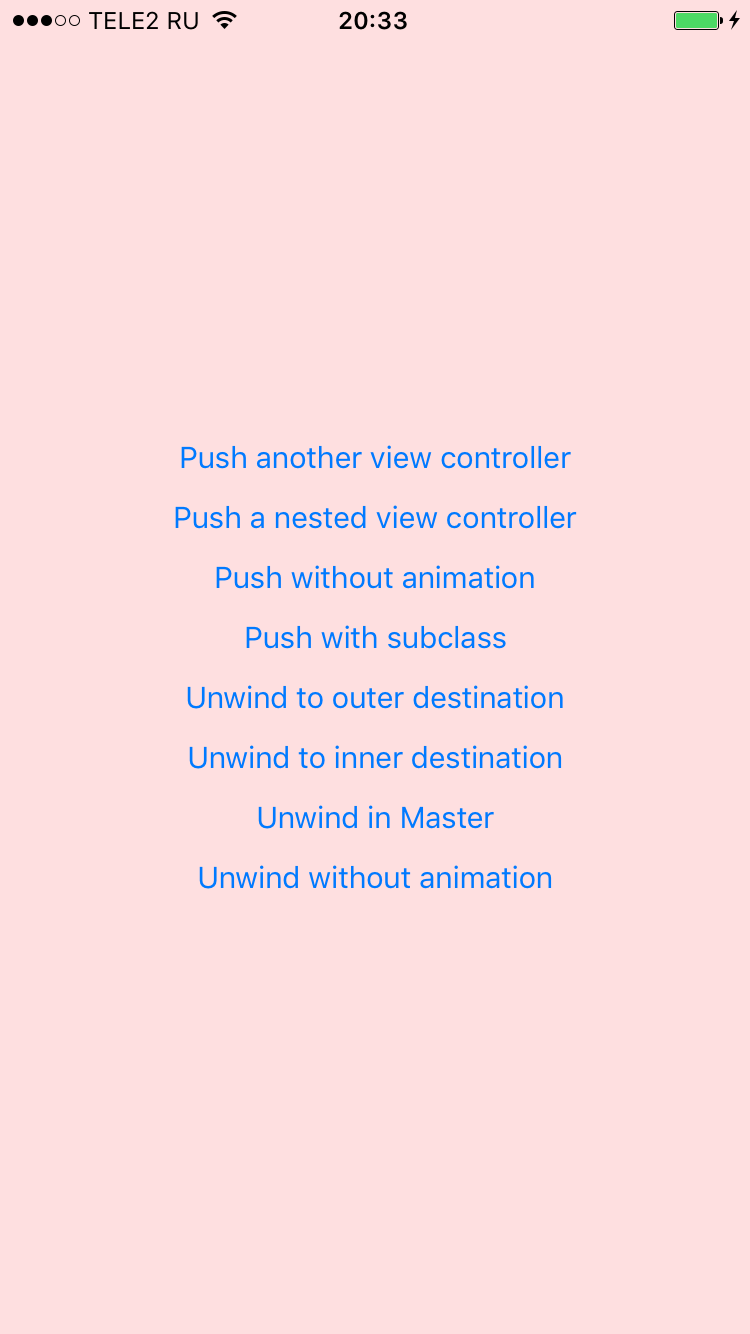 TELE2 RU 20:33
Push another view controller
Push a nested view controller
Push without animation
Push with subclass
Unwind to outer destination
Unwind to inner destination
Unwind in Master
Unwind without animation